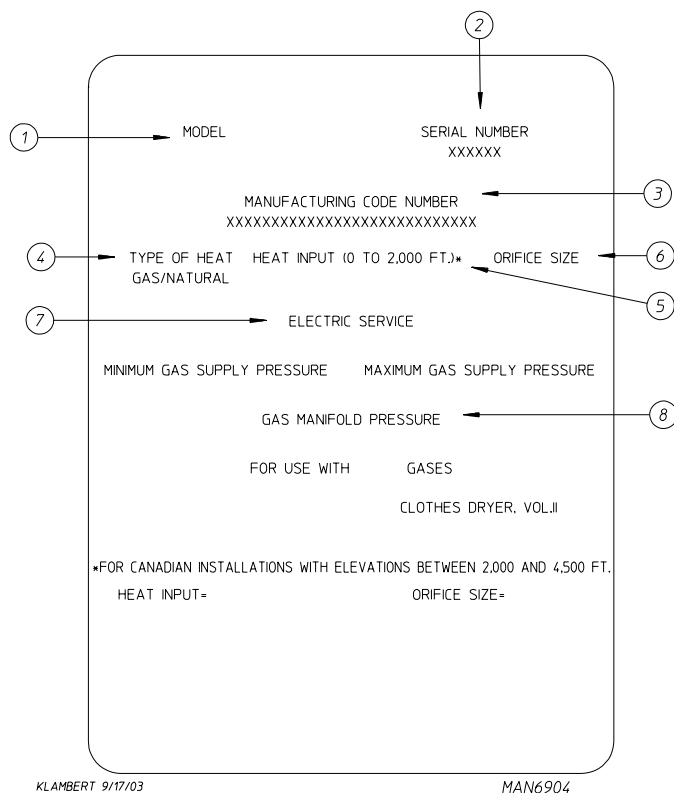 2
1 MODEL SERIAL NUMBER
XXXXXX
3
MANUFACTURING CODE NUMBER
XXXXXXXXXXXXXXXXXXXXXXXXXXXX
4 TYPE OF HEAT HEAT INPUT (0 TO 2,000 FT.)* ORIFICE SIZE 6
GAS/NATURAL
5
7 ELECTRIC SERVICE
MINIMUM GAS SUPPLY PRESSURE MAXIMUM GAS SUPPLY PRESSURE
GAS MANIFOLD PRESSURE 8
FOR USE WITH GASES
CLOTHES DRYER, VOL.II
*FOR CANADIAN INSTALLATIONS WITH ELEVATIONS BETWEEN 2,000 AND 4,500 FT.
HEAT INPUT= ORIFICE SIZE=
KLAMBERT 9/17/03 MAN6904